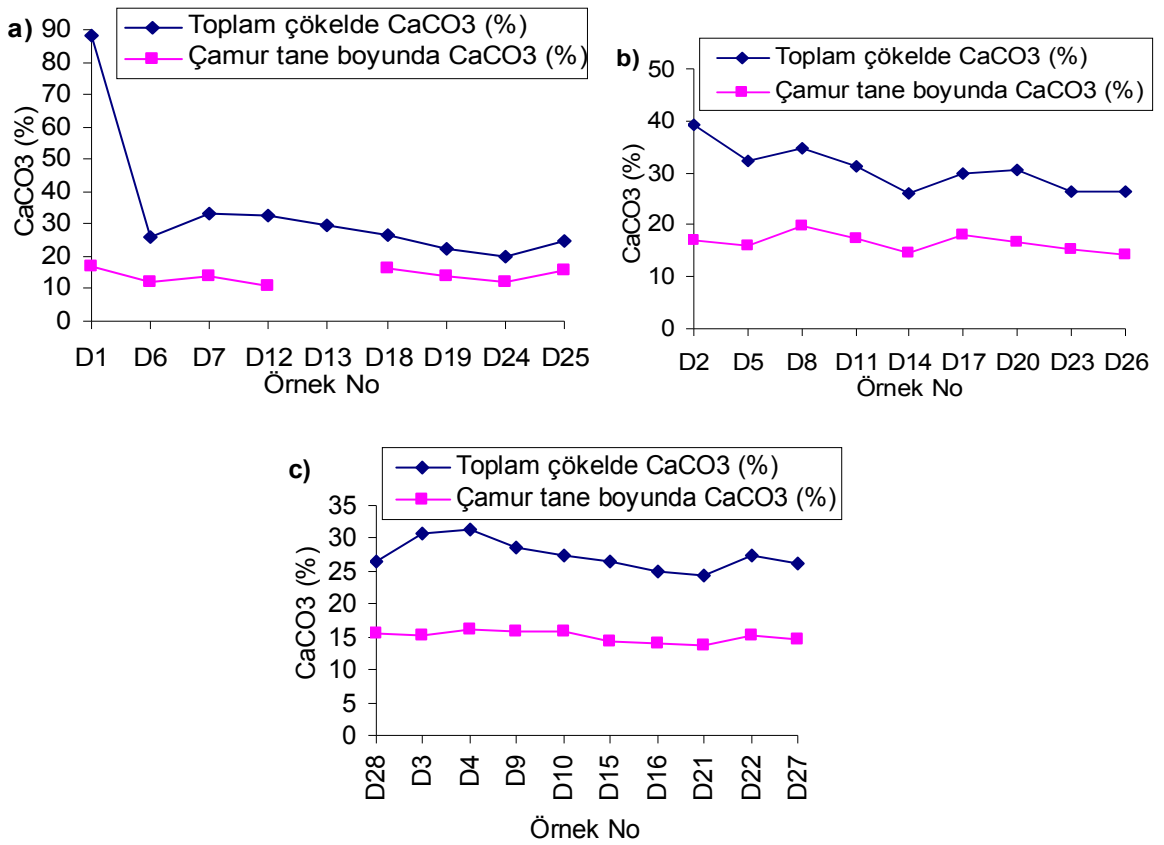 a)
Toplam çökelde CaCO3 (%)
Çamur tane boyunda CaCO3 (%)
CaCO3 (%)
90
80
70
60
50
40
30
20
10
0
D1 D6 D7 D12 D13 D18 D19 D24 D25
Örnek No
b)
Toplam çökelde CaCO3 (%)
Çamur tane boyunda CaCO3 (%)
CaCO3 (%)
50
40
30
20
10
0
D2 D5 D8 D11 D14 D17 D20 D23 D26
Örnek No
c)
Toplam çökelde CaCO3 (%)
Çamur tane boyunda CaCO3 (%)
CaCO3 (%)
35
30
25
20
15
10
5
0
D28 D3 D4 D9 D10 D15 D16 D21 D22 D27
Örnek No